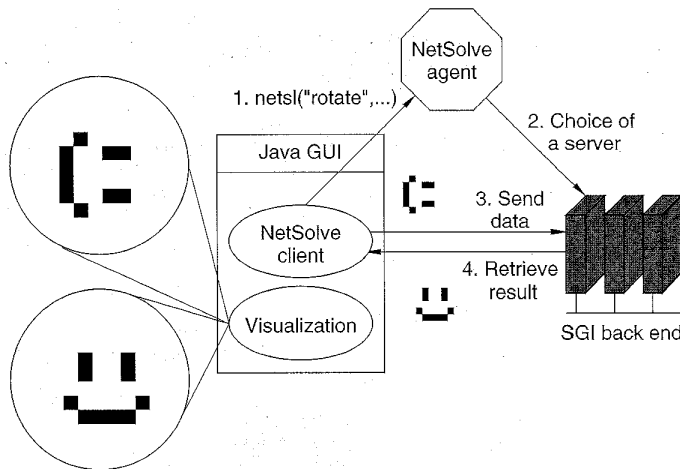 NetSolve
agent
1. netsl("rotate",...)
2. Choice of
a server
Java GUI
3. Send
data
NetSolve
client
4. Retrieve
result
Visualization
SGI back end